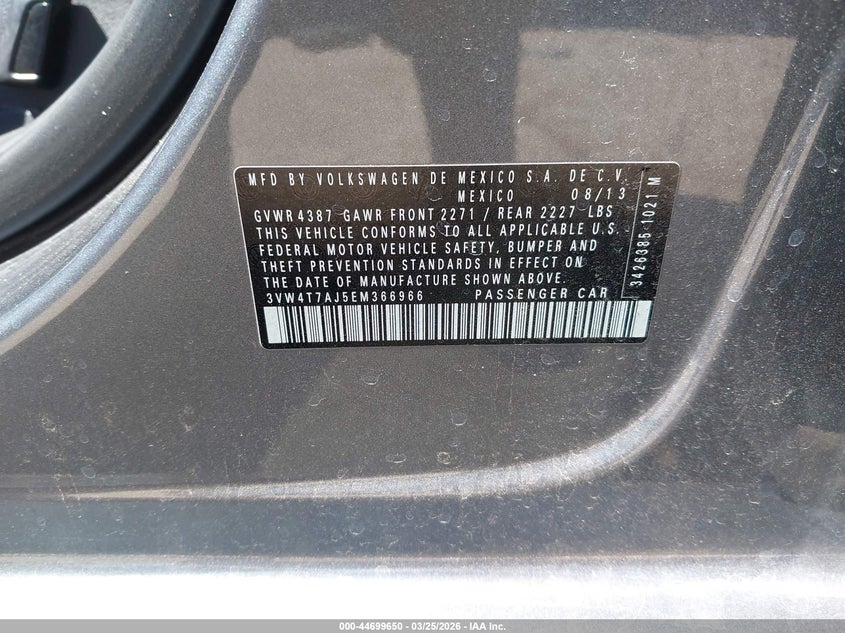 MFD BY VOLKSWAGEN DE MEXICO S.A. DE C.V.
MEXICO 08/13
GVWR 4387 GAWR FRONT 2271 / REAR 2227 LBS
THIS VEHICLE CONFORMS TO ALL APPLICABLE U.S.
FEDERAL MOTOR VEHICLE SAFETY, BUMPER AND
THEFT PREVENTION STANDARDS IN EFFECT ON
THE DATE OF MANUFACTURE SHOWN ABOVE.
3VW4T7AJ5EM366966 PASSENGER CAR
3426385 1021 M
000-44699650 | 03/25/2026 - IAA Inc.